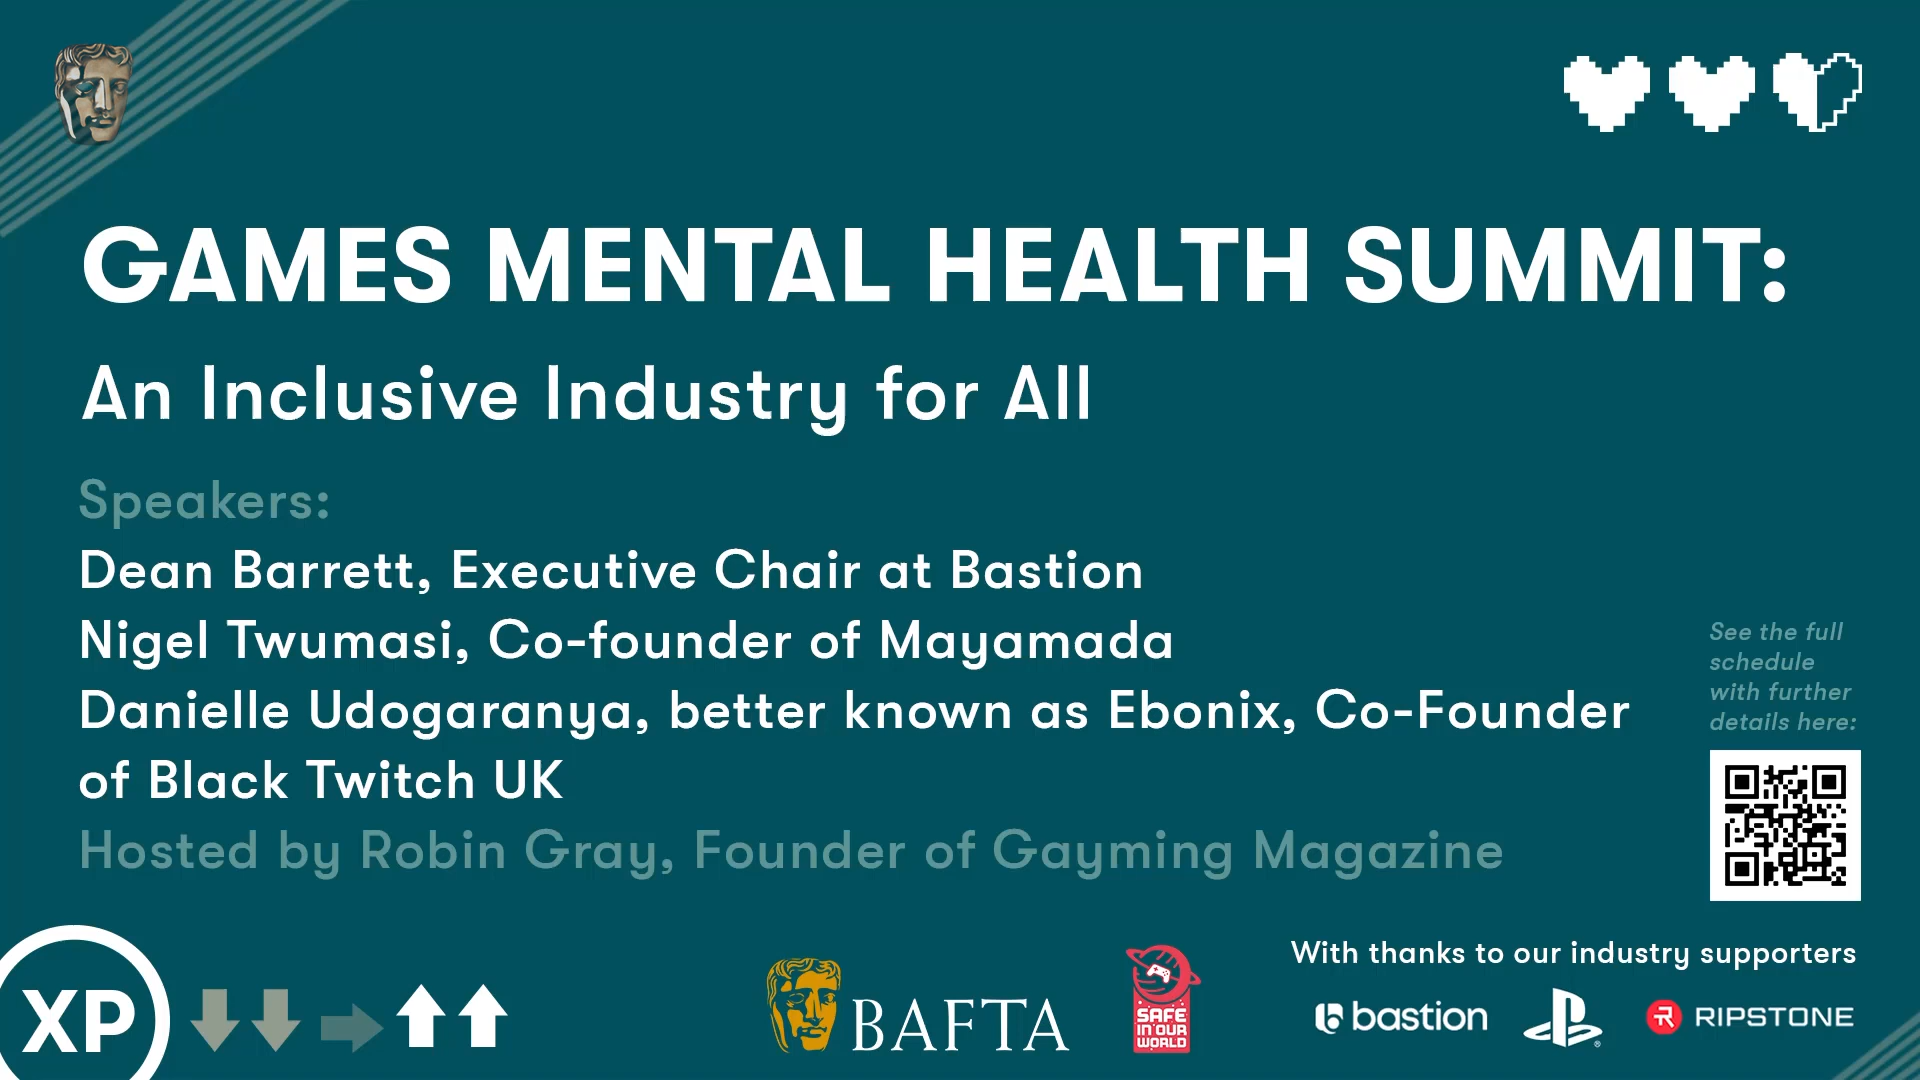 GAMES MENTAL HEALTH SUMMIT:
An Inclusive Industry for All
Speakers:
Dean Barrett, Executive Chair at Bastion
Nigel Twumasi, Co-founder of Mayamada
Danielle Udogaranya, better known as Ebonix, Co-Founder
of Black Twitch UK
Hosted by Robin Gray, Founder of Gayming Magazine
See the full
schedule
with further
details here:
XP
BAFTA
SAFE
IN OUR
WORLD
With thanks to our industry supporters
bastion
®
RIPSTONE